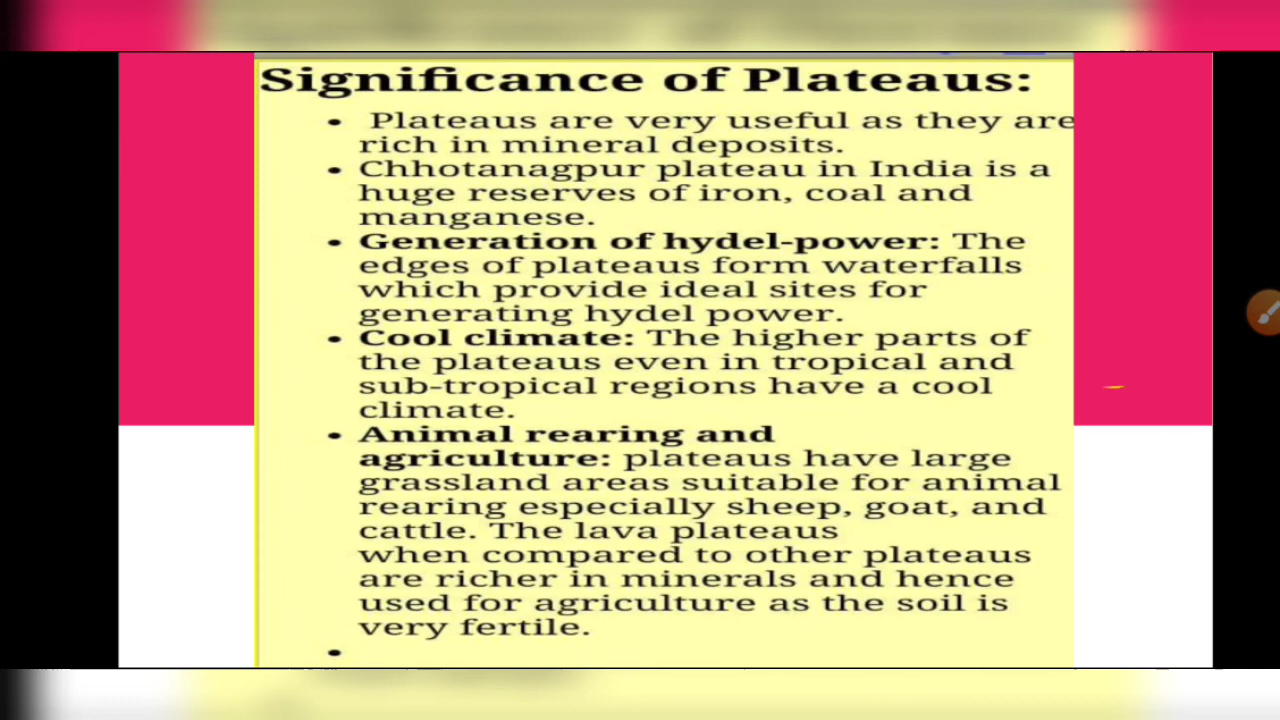 Significance of Plateaus:
• Plateaus are very useful as they are
rich in mineral deposits.
• Chhotanagpur plateau in India is a
huge reserves of iron, coal and
manganese.
• Generation of hydel-power: The
edges of plateaus form waterfalls
which provide ideal sites for
generating hydel power.
• Cool climate: The higher parts of
the plateaus even in tropical and
sub-tropical regions have a cool
climate.
• Animal rearing and
agriculture: plateaus have large
grassland areas suitable for animal
rearing especially sheep, goat, and
cattle. The lava plateaus
when compared to other plateaus
are richer in minerals and hence
used for agriculture as the soil is
very fertile.
•